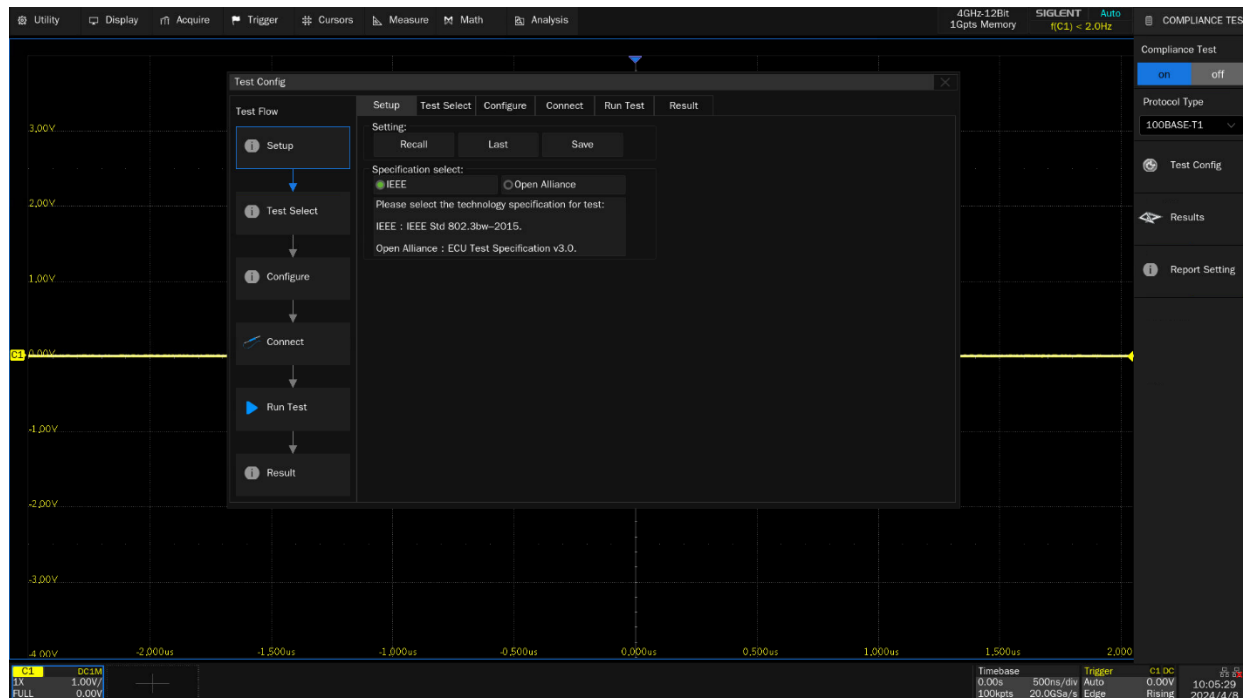 Utility Display Acquire Trigger Cursors Measure Math Analysis
4GHz-12Bit SIGLENT Auto
1Gpts Memory f(C1) < 2.0Hz
COMPLIANCE TES
Compliance Test
on off
Protocol Type
100BASE-T1
Test Config
Results
Report Setting
Test Config
Test Flow
Setup
Test Select
Configure
Connect
Run Test
Result
Setup Test Select Configure Connect Run Test Result
Setting:
Recall Last Save
Specification select:
IEEE Open Alliance
Please select the technology specification for test:
IEEE : IEEE Std 802.3bw-2015.
Open Alliance : ECU Test Specification v3.0.
3.00V
2.00V
1.00V
C1 0.00V
-1.00V
-2.00V
-3.00V
-4.00V
-2.000us -1.500us -1.000us -0.500us 0.000us 0.500us 1.000us 1.500us 2.000
C1 DC1M
1X 1.00V/
FULL 0.00V
Timebase
0.00s 500ns/div
100kpts 20.0GSa/s
Trigger C1 DC
Auto 0.00V
Edge Rising
10:05:29
2024/4/8